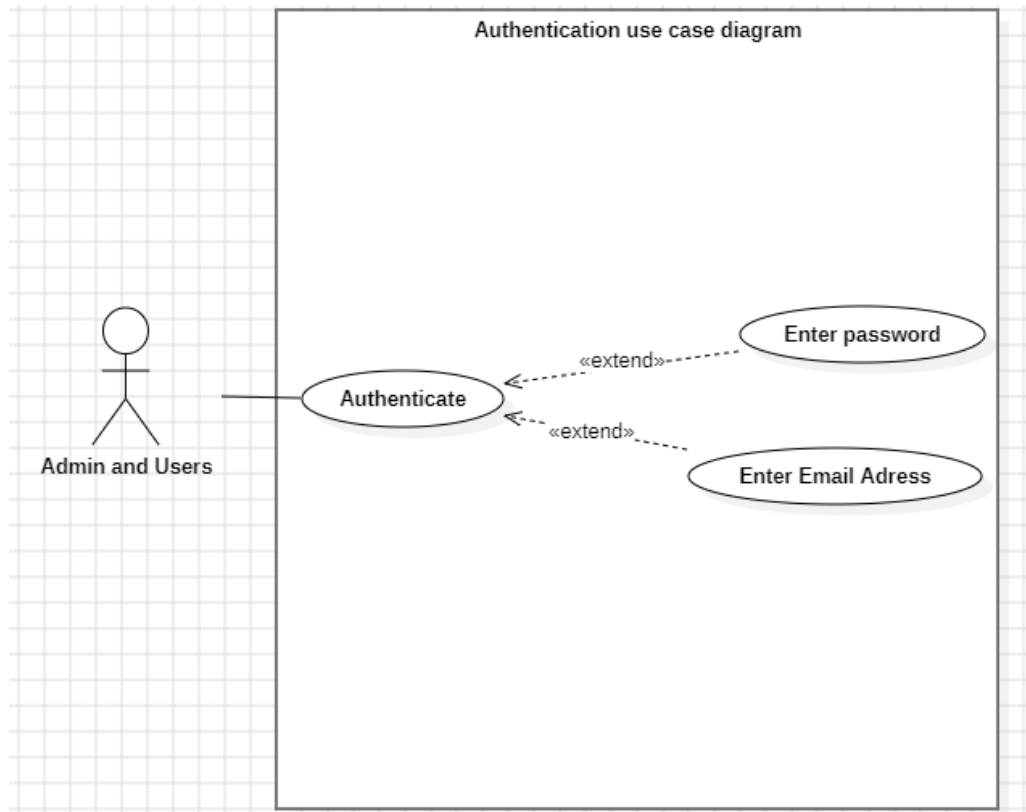 Authentication use case diagram
Enter password
«extend»
Authenticate
«extend»
Admin and Users
Enter Email Adress